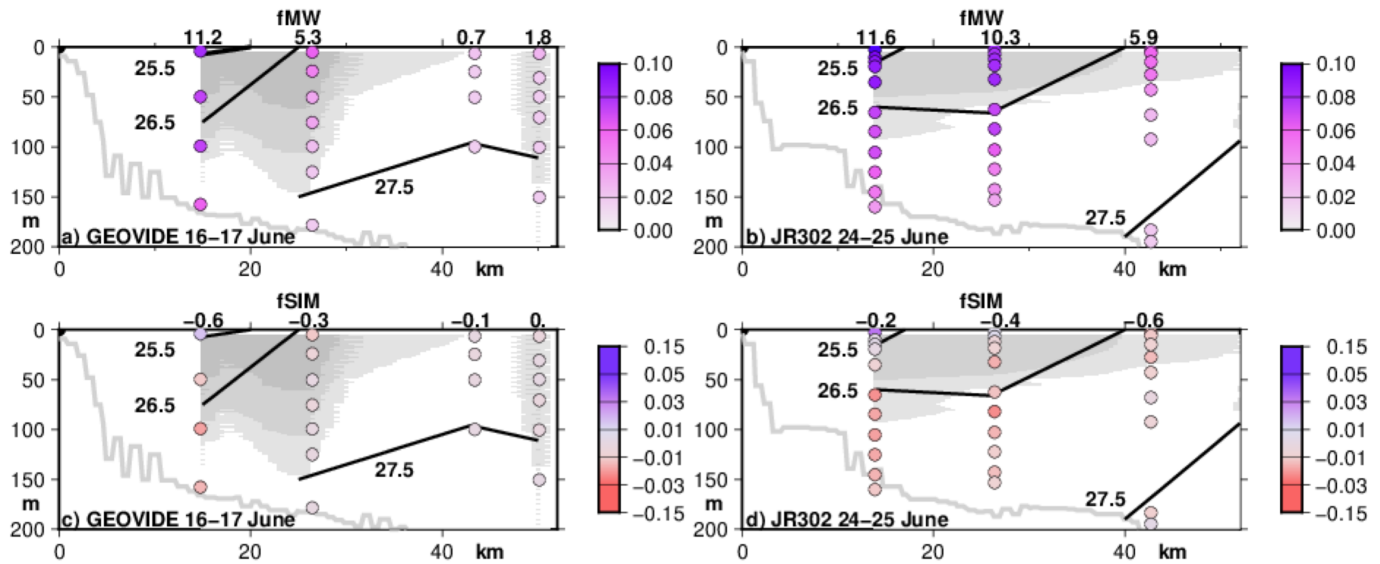 fMW
11.2 5.3 0.7 1.8
0
50
100
150
m
200
25.5
26.5
27.5
a) GEOVIDE 16−17 June
0 20 40 km
0.10
0.08
0.06
0.04
0.02
0.00
fMW
11.6 10.3 5.9
0
50
100
150
m
200
25.5
26.5
27.5
b) JR302 24−25 June
0 20 40 km
0.10
0.08
0.06
0.04
0.02
0.00
fSIM
−0.6 −0.3 −0.1 0.
0
50
100
150
m
200
25.5
26.5
27.5
c) GEOVIDE 16−17 June
0 20 40 km
0.15
0.05
0.03
0.01
−0.01
−0.03
−0.15
fSIM
−0.2 −0.4 −0.6
0
50
100
150
m
200
25.5
26.5
27.5
d) JR302 24−25 June
0 20 40 km
0.15
0.05
0.03
0.01
−0.01
−0.03
−0.15